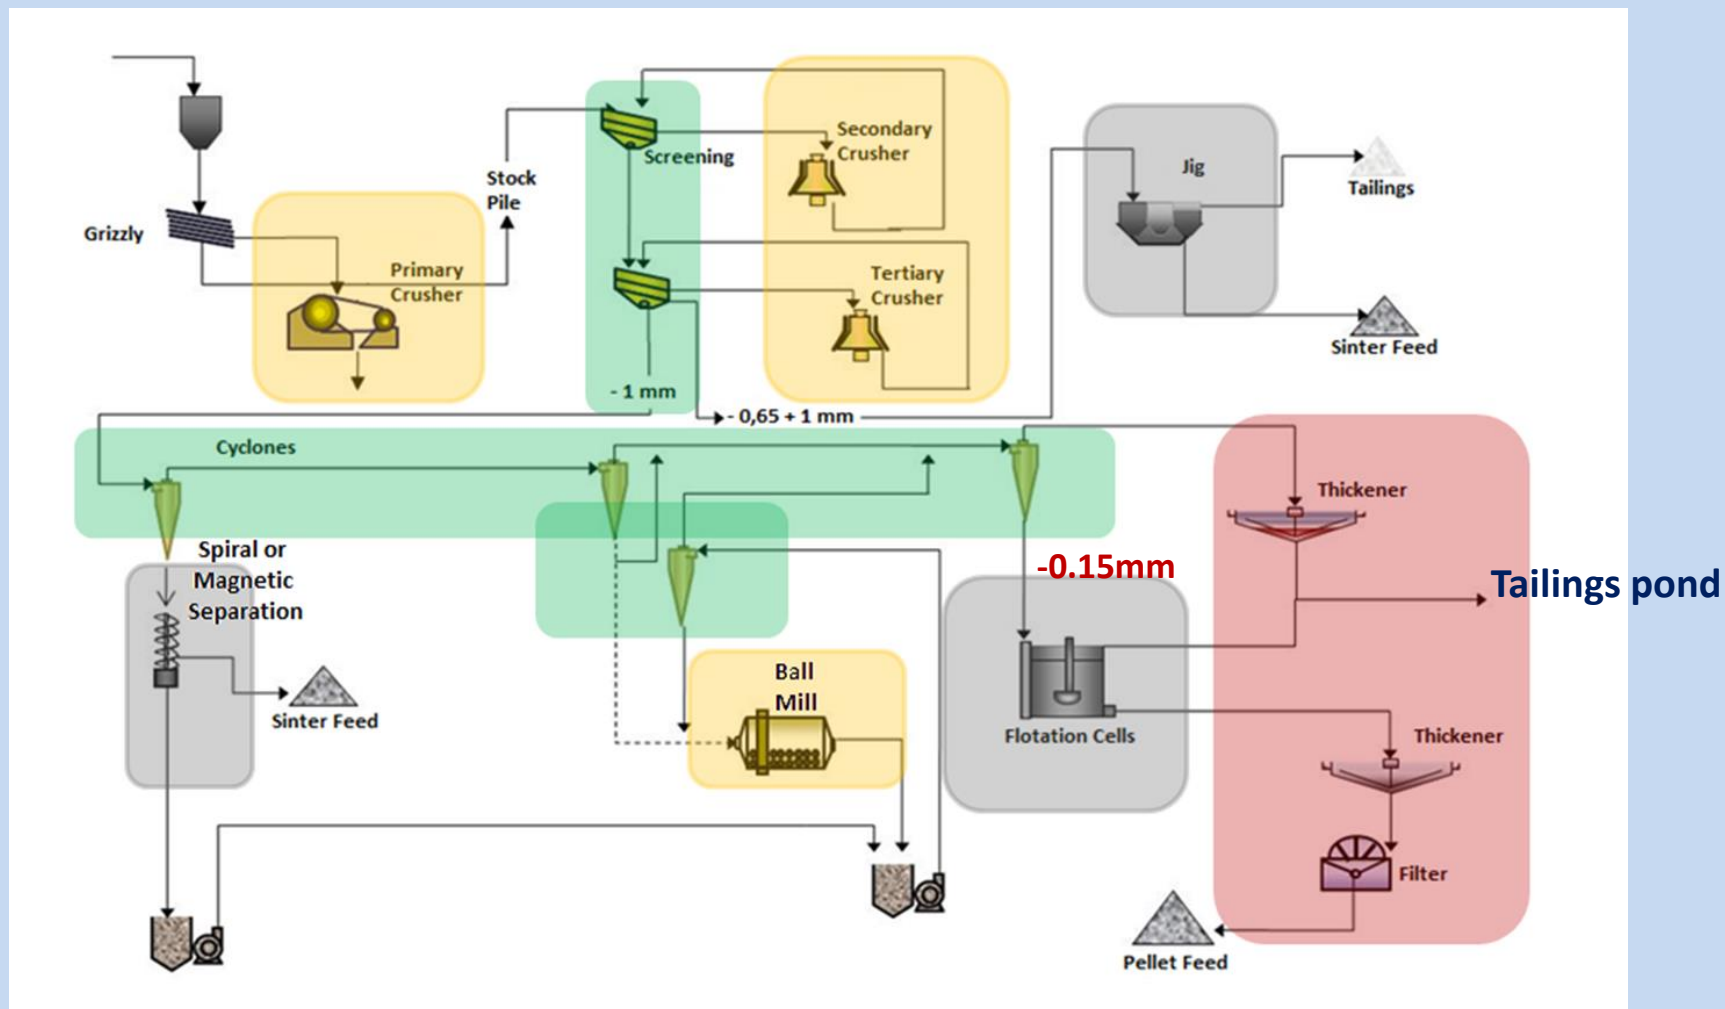 Grizzly
Primary
Crusher
Stock
Pile
Screening
Secondary
Crusher
Tertiary
Crusher
Jig
Tailings
Sinter Feed
- 1 mm
- 0,65 + 1 mm
Cyclones
Spiral or
Magnetic
Separation
Sinter Feed
Ball
Mill
-0.15mm
Flotation Cells
Thickener
Tailings pond
Thickener
Filter
Pellet Feed